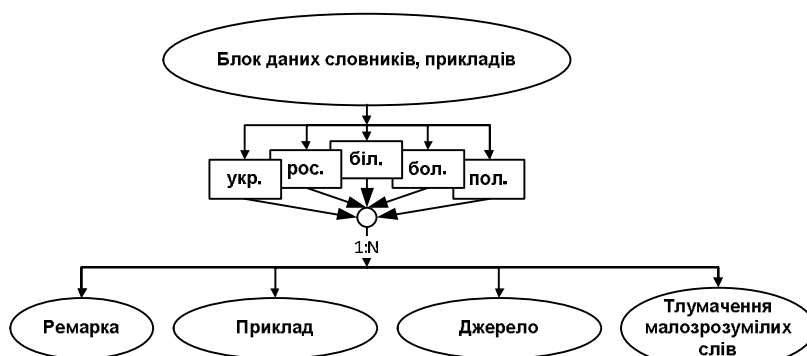 Блок даних словників, прикладів
укр.
рос.
біл.
бол.
пол.
1:N
Ремарка
Приклад
Джерело
Тлумачення
малозрозумілих
слів